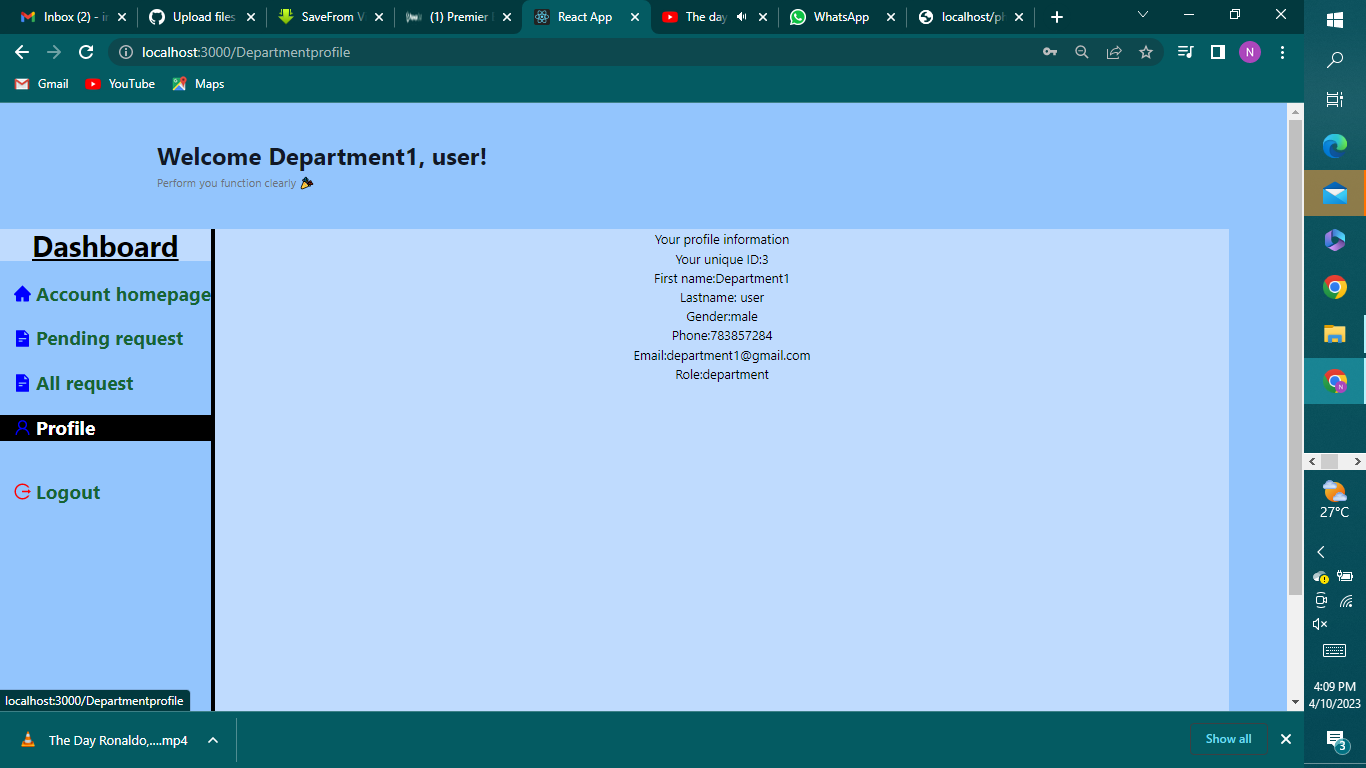 Inbox (2) - in
Upload files
SaveFrom V
(1) Premier
React App
The day
WhatsApp
localhost/ph
localhost:3000/Departmentprofile
N
Gmail
YouTube
Maps
Welcome Department1, user!
Perform you function clearly
Dashboard
Account homepage
Pending request
All request
Profile
Logout
Your profile information
Your unique ID:3
First name:Department1
Lastname: user
Gender:male
Phone:783857284
Email:department1@gmail.com
Role:department
localhost:3000/Departmentprofile
The Day Ronaldo,....mp4
Show all
27°C
4:09 PM
4/10/2023
3